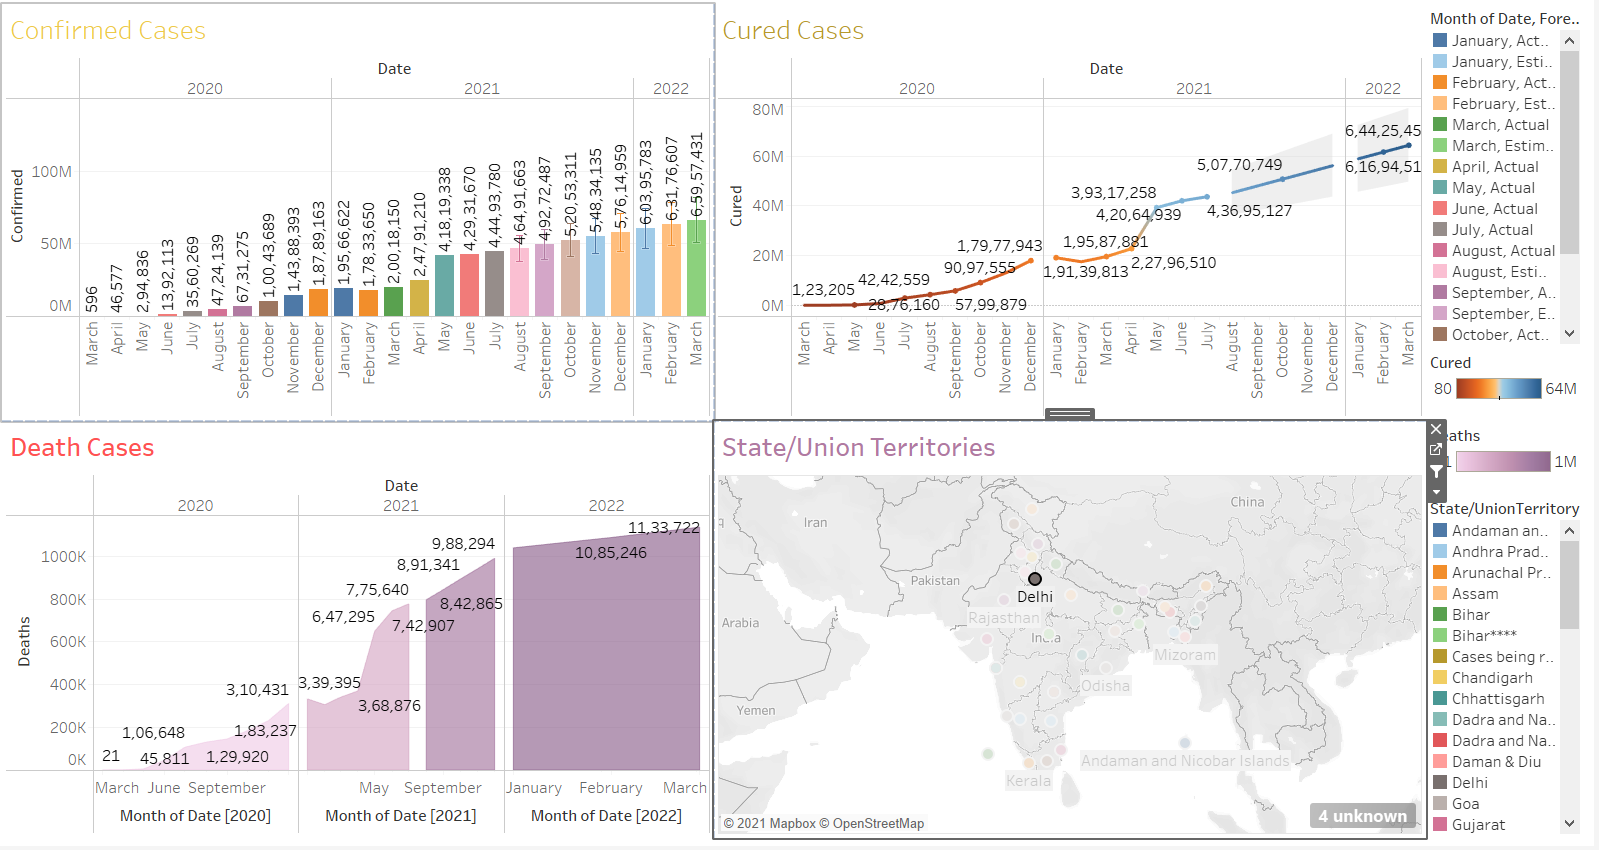 Confirmed Cases
Date
2020
2021
2022
Confirmed
100M
50M
0M
596
46,577
2,94,836
13,92,113
35,60,269
47,24,139
67,31,275
1,00,43,689
1,43,88,393
1,87,89,163
1,95,66,622
1,78,33,650
2,00,18,150
2,47,91,210
4,18,19,338
4,29,31,670
4,44,93,780
4,64,91,663
4,92,72,487
5,20,53,311
5,48,34,135
5,76,14,959
6,03,95,783
6,31,76,607
6,59,57,431
March
April
May
June
July
August
September
October
November
December
January
February
March
April
May
June
July
August
September
October
November
December
January
February
March
Cured Cases
Date
2020
2021
2022
Cured
80M
60M
40M
20M
0M
1,23,205
42,42,559
28,76,160
90,97,555
57,99,879
1,79,77,943
1,91,39,813
1,95,87,881
2,27,96,510
3,93,17,258
4,20,64,939
4,36,95,127
5,07,70,749
6,44,25,45
6,16,94,51
March
April
May
June
July
August
September
October
November
December
January
February
March
April
May
June
July
August
September
October
November
December
January
February
March
Month of Date, Fore..
January, Act..
January, Esti..
February, Act..
February, Est..
March, Actual
March, Estim..
April, Actual
May, Actual
June, Actual
July, Actual
August, Actual
August, Esti..
September, A..
September, E..
October, Act..
Cured
80
64M
eaths
1
1M
Death Cases
Date
2020
2021
2022
Deaths
1000K
800K
600K
400K
200K
0K
21
45,811
1,06,648
1,29,920
1,83,237
3,10,431
3,39,395
3,68,876
6,47,295
7,75,640
7,42,907
8,91,341
9,88,294
8,42,865
10,85,246
11,33,722
March June September
May September
January February March
Month of Date [2020]
Month of Date [2021]
Month of Date [2022]
State/Union Territories
China
Iran
Pakistan
Delhi
Rajasthan
Arabia
India
Mizoram
Odisha
Yemen
Andaman and Nicobar Islands
Kerala
4 unknown
© 2021 Mapbox © OpenStreetMap
State/UnionTerritory
Andaman an..
Andhra Prad..
Arunachal Pr..
Assam
Bihar
Bihar****
Cases being r..
Chandigarh
Chhattisgarh
Dadra and Na..
Dadra and Na..
Daman & Diu
Delhi
Goa
Gujarat